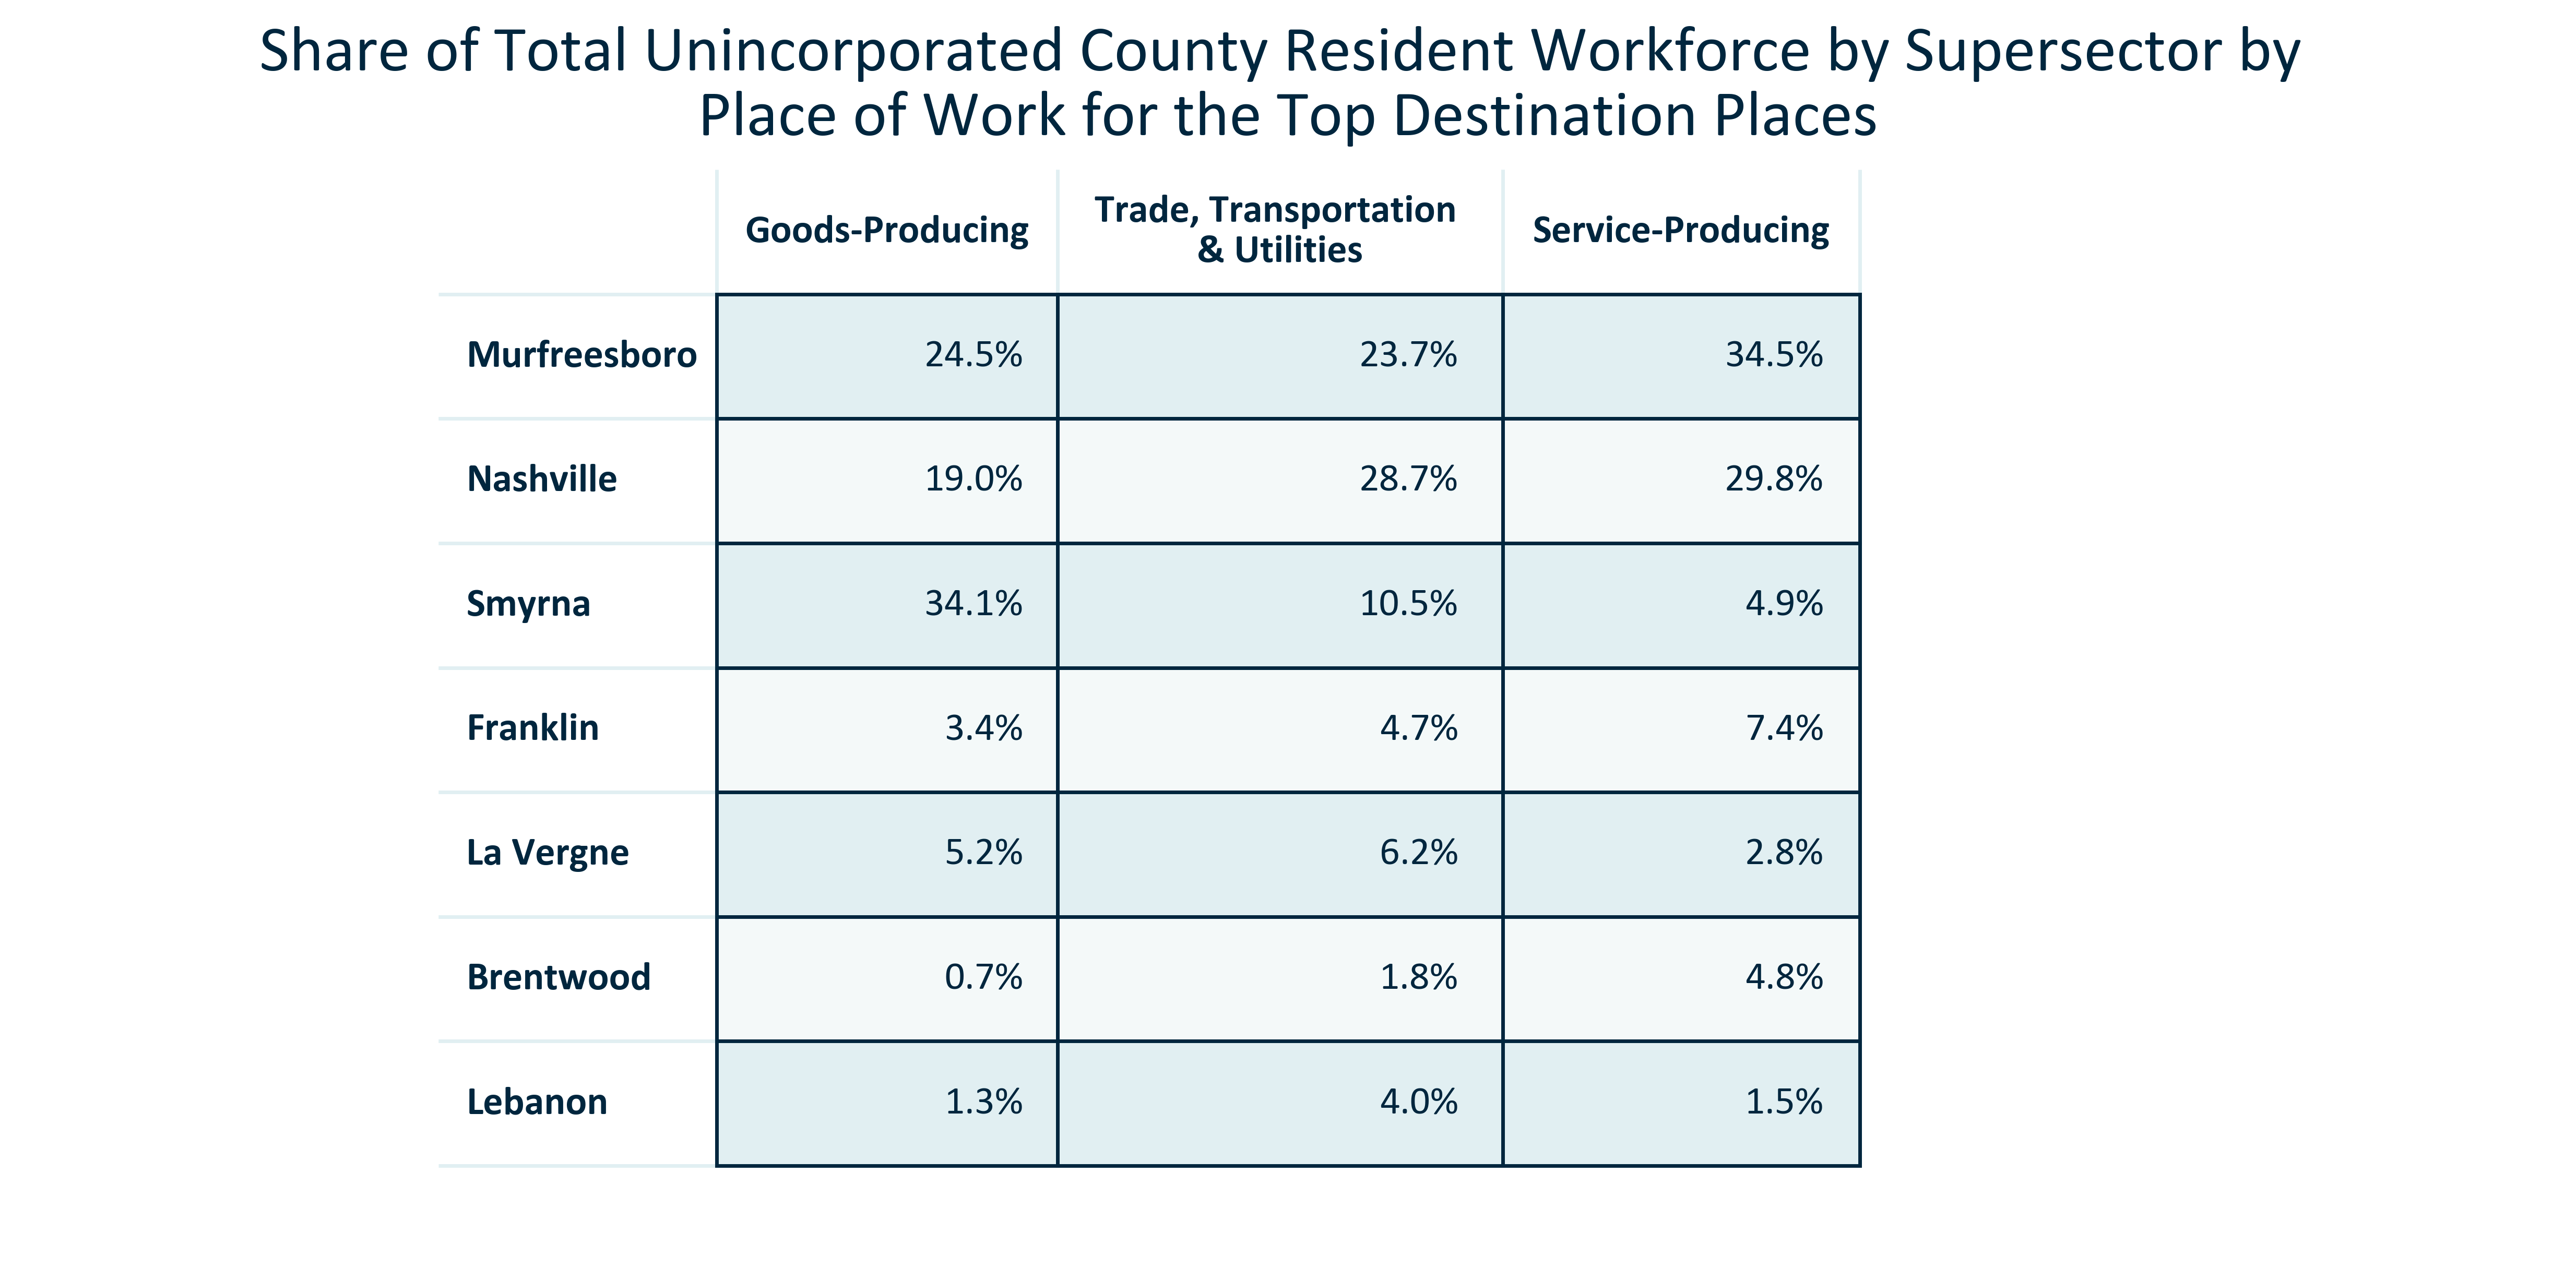 Share of Total Unincorporated County Resident Workforce by Supersector by
Place of Work for the Top Destination Places
Goods-Producing Trade, Transportation & Utilities Service-Producing
Murfreesboro 24.5% 23.7% 34.5%
Nashville 19.0% 28.7% 29.8%
Smyrna 34.1% 10.5% 4.9%
Franklin 3.4% 4.7% 7.4%
La Vergne 5.2% 6.2% 2.8%
Brentwood 0.7% 1.8% 4.8%
Lebanon 1.3% 4.0% 1.5%